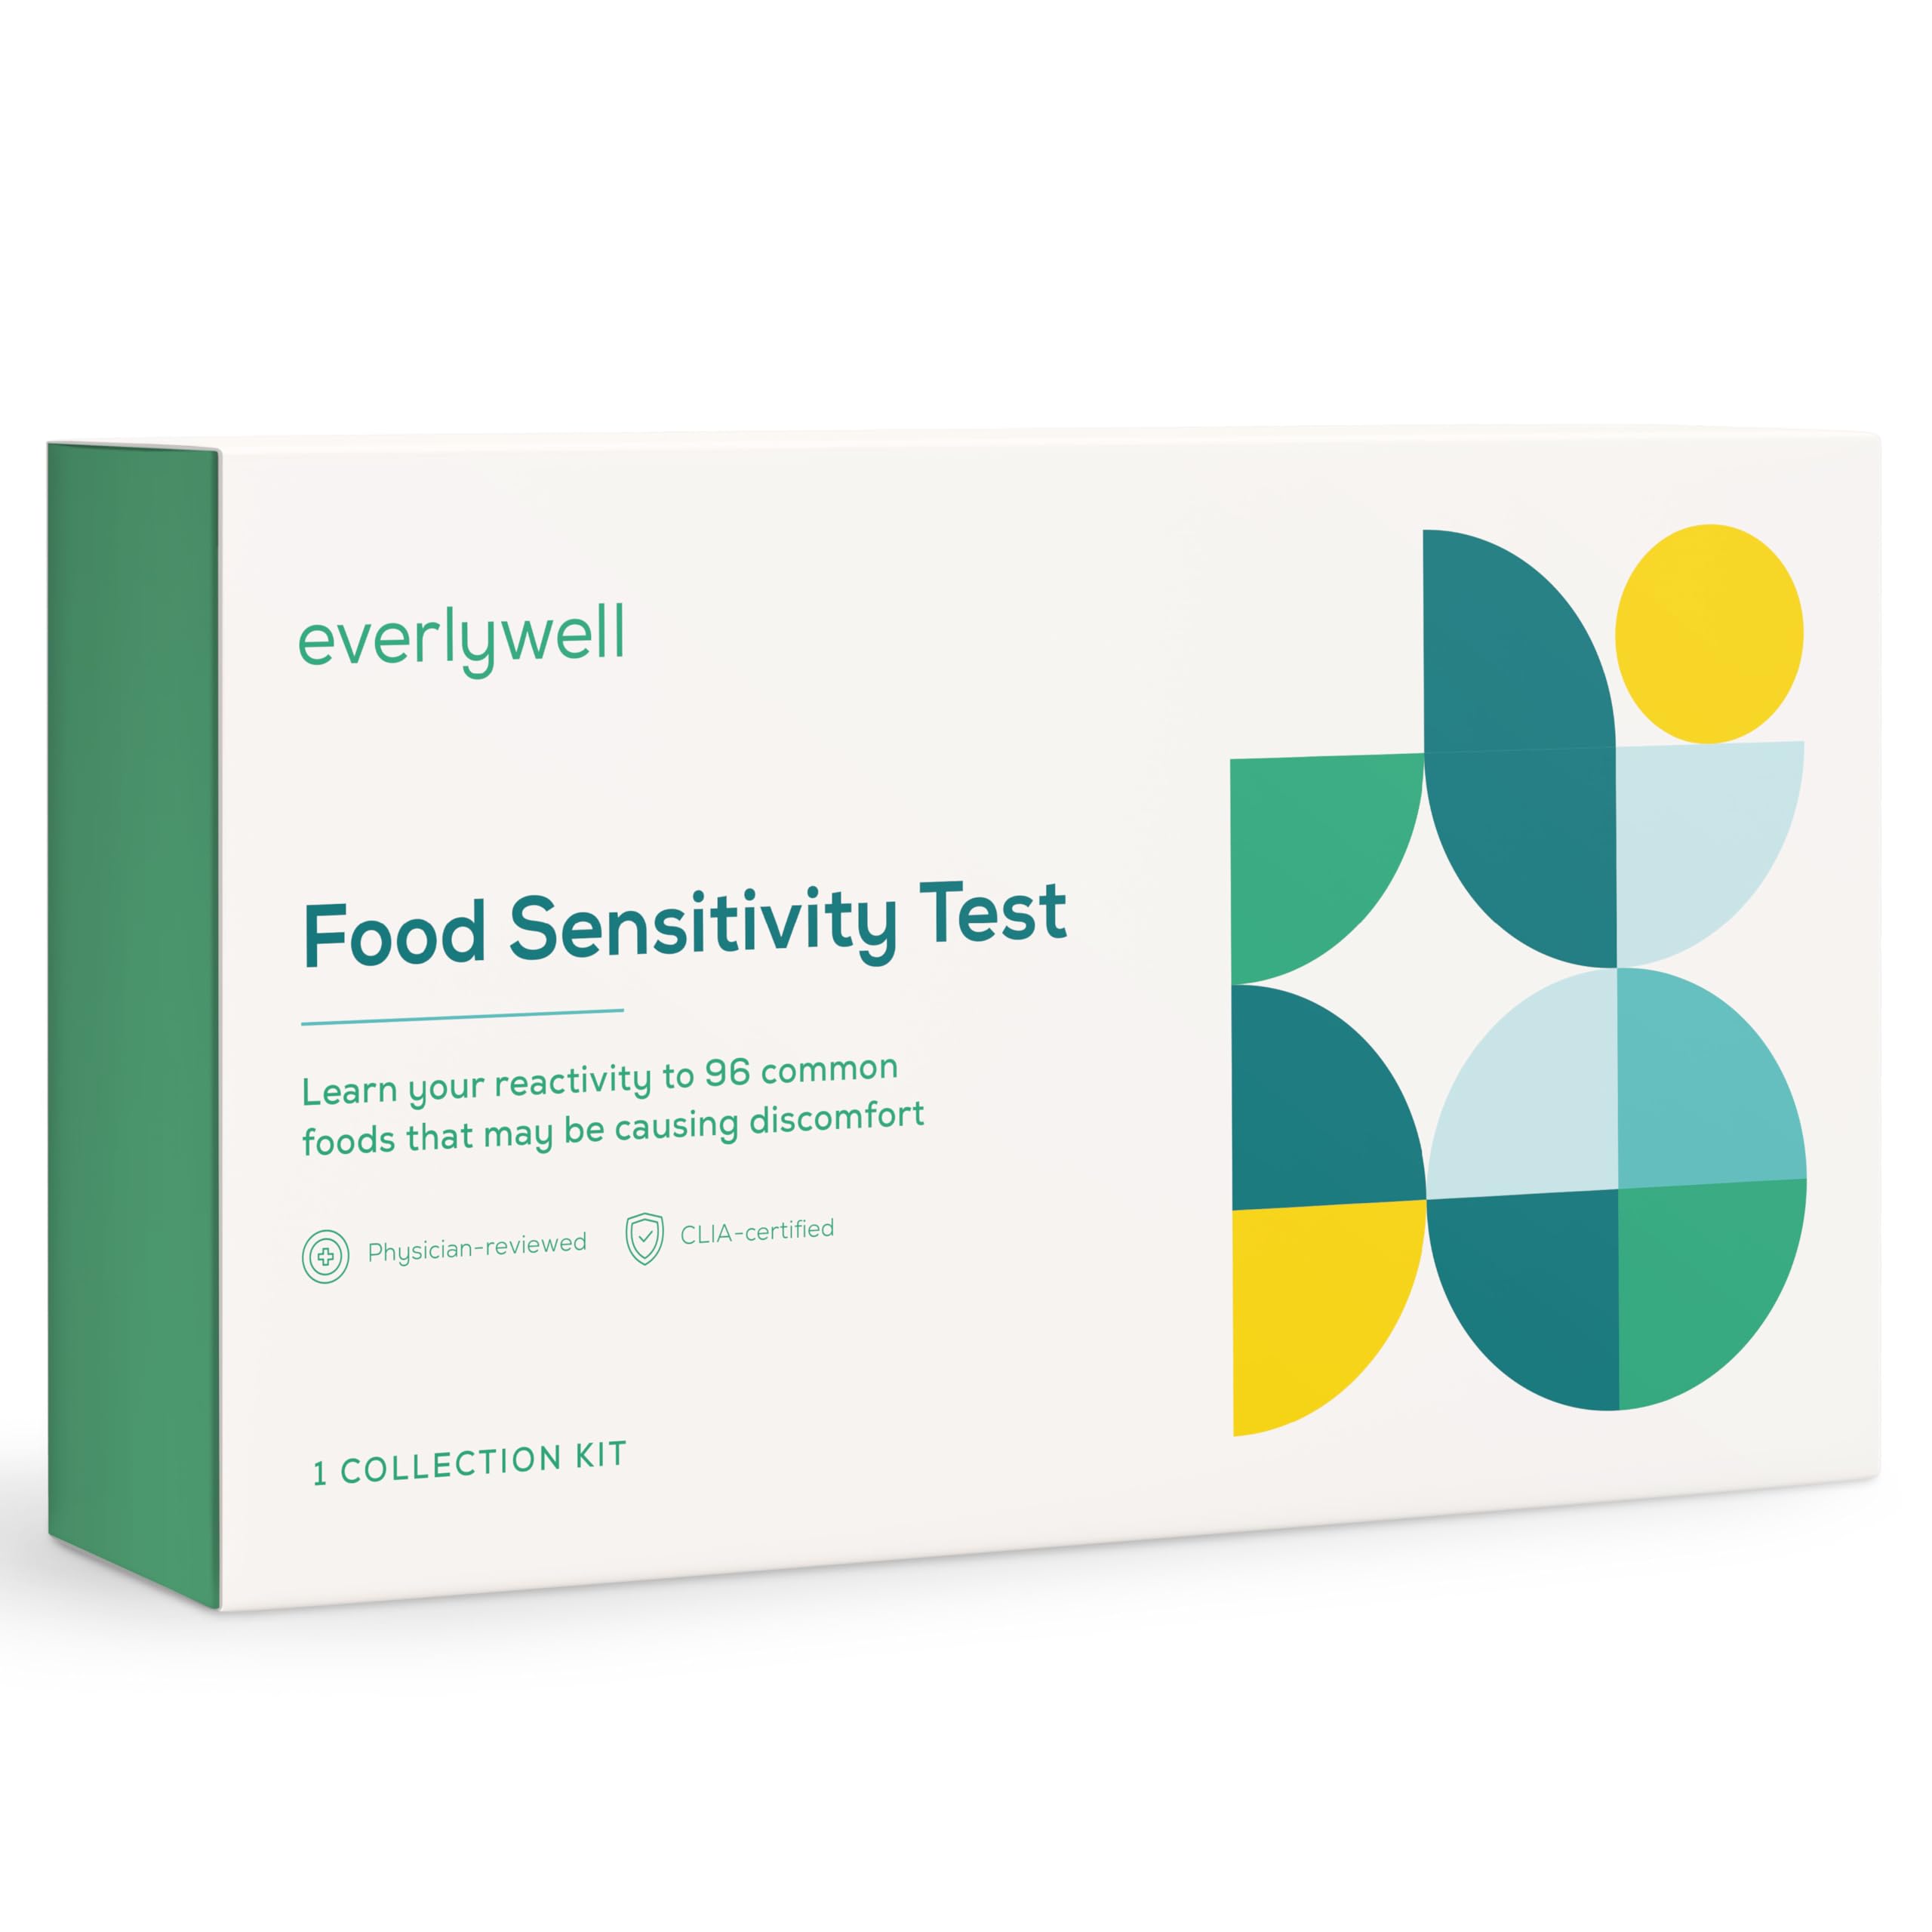 everlywell
Food Sensitivity Test
Learn your reactivity to 96 common
foods that may be causing discomfort
Physician-reviewed CLIA-certified
1 COLLECTION KIT